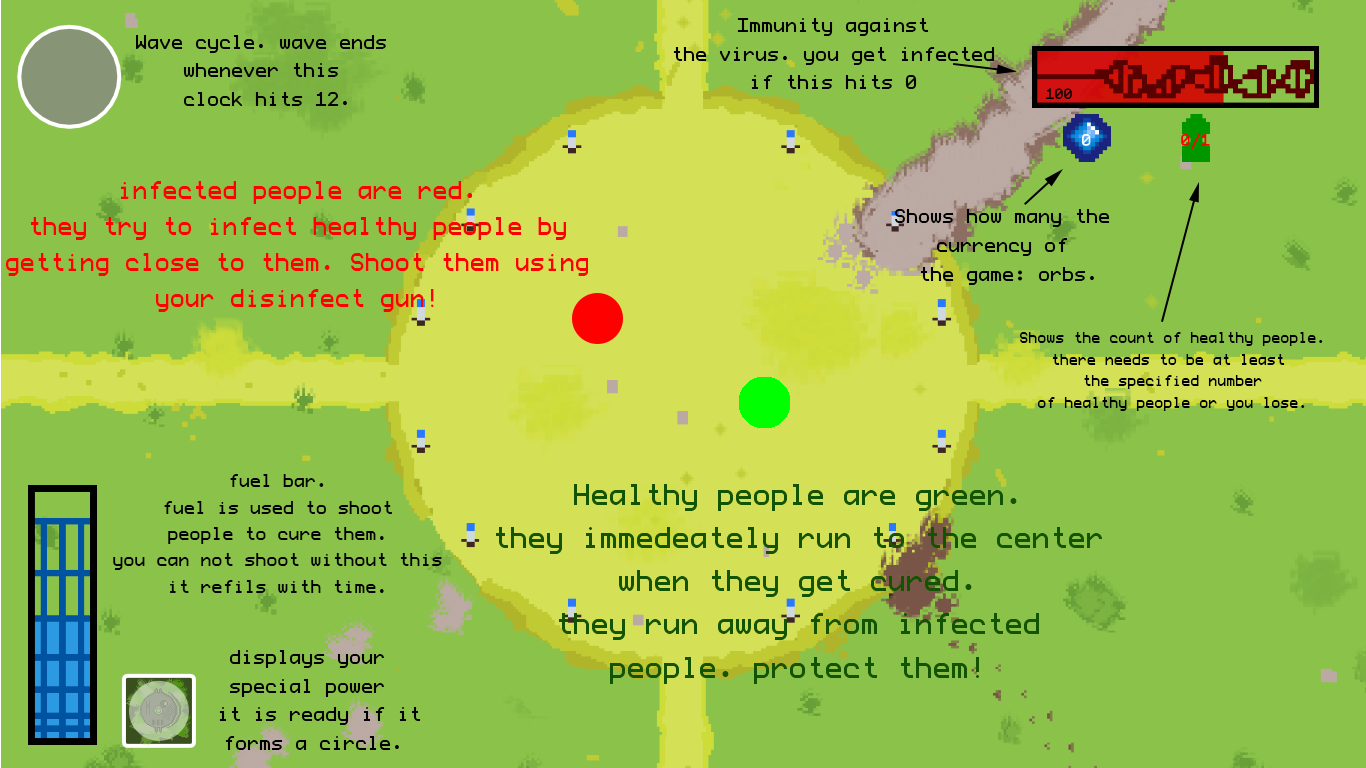 Wave cycle. wave ends
whenever this
clock hits 12.
Immunity against
the virus. you get infected
if this hits 0
100
0
0/1
infected people are red.
they try to infect healthy people by
getting close to them. Shoot them using
your disinfect gun!
Shows how many the
currency of
the game: orbs.
Shows the count of healthy people.
there needs to be at least
the specified number
of healthy people or you lose.
fuel bar.
fuel is used to shoot
people to cure them.
you can not shoot without this
it refils with time.
Healthy people are green.
they immedeately run to the center
when they get cured.
they run away from infected
people. protect them!
displays your
special power
it is ready if it
forms a circle.